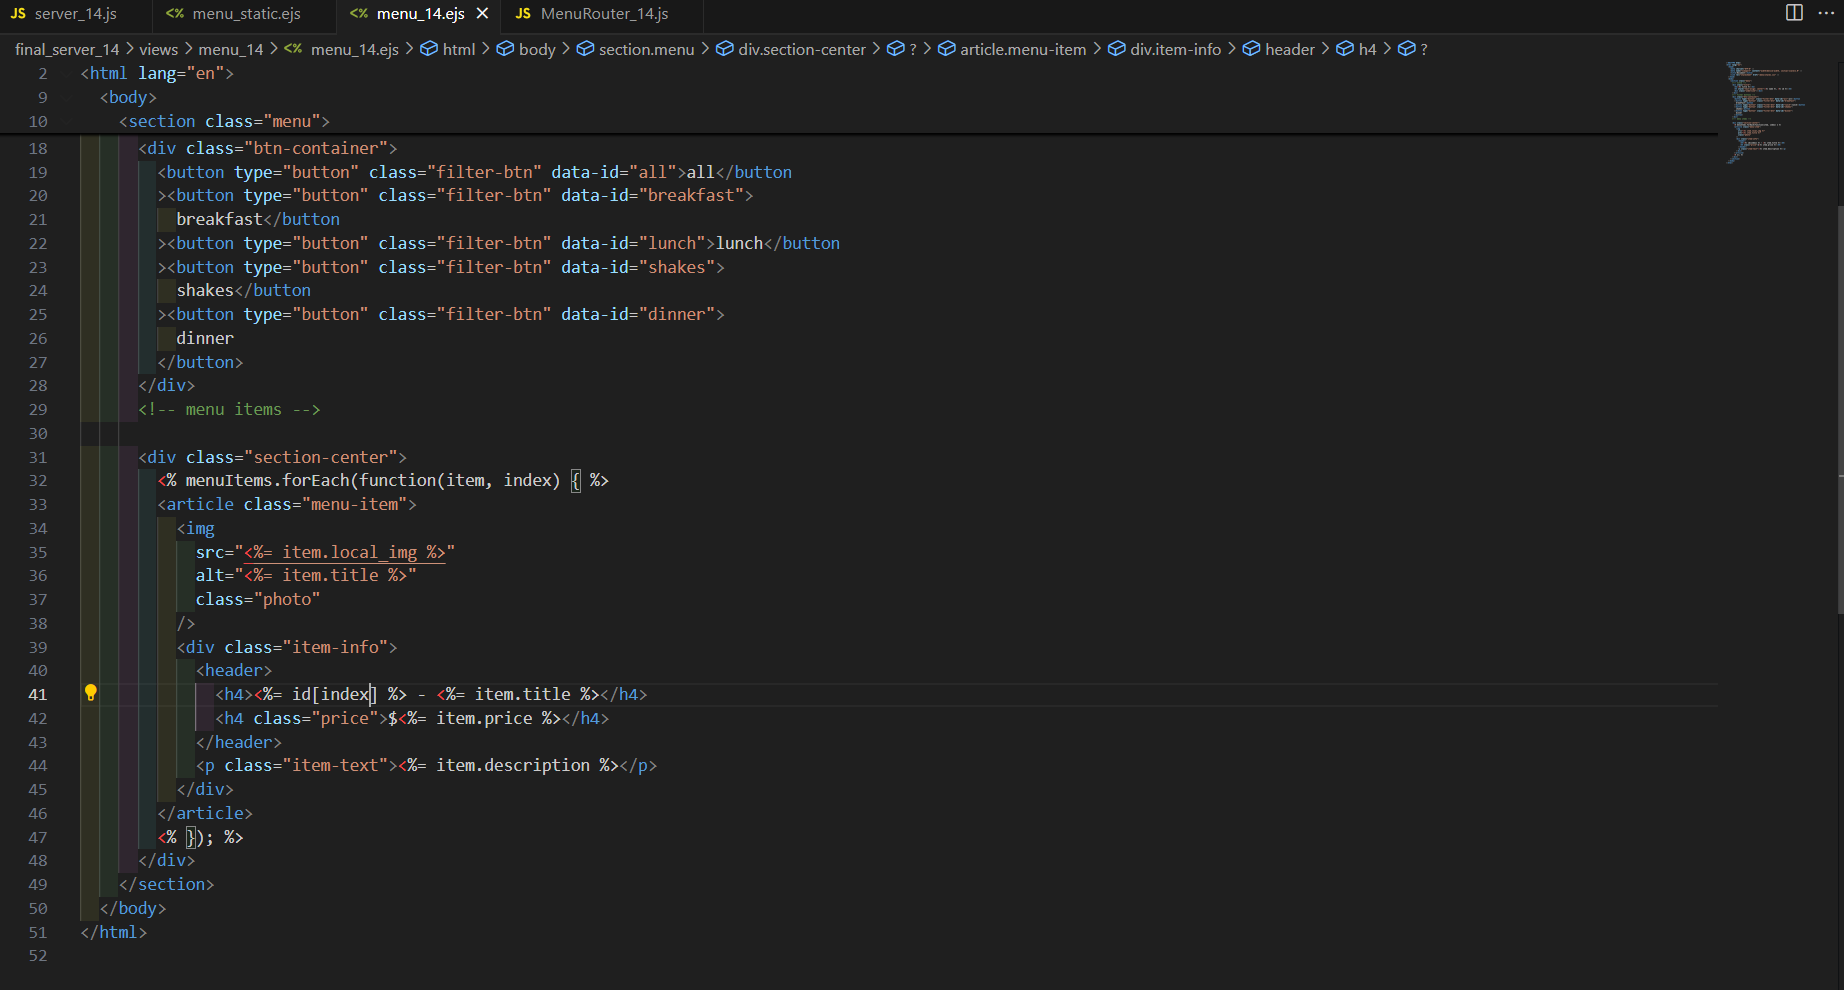 JS server_14.js <% menu_static.ejs <% menu_14.ejs × JS MenuRouter_14.js
final_server_14 > views > menu_14 > <% menu_14.ejs > html > body > section.menu > div.section-center > ? > article.menu-item > div.item-info > header > h4 > ?
2 <html lang="en">
9 <body>
10 <section class="menu">
18 <div class="btn-container">
19 <button type="button" class="filter-btn" data-id="all">all</button
20 ><button type="button" class="filter-btn" data-id="breakfast">
21 breakfast</button
22 ><button type="button" class="filter-btn" data-id="lunch">lunch</button
23 ><button type="button" class="filter-btn" data-id="shakes">
24 shakes</button
25 ><button type="button" class="filter-btn" data-id="dinner">
26 dinner
27 </button>
28 </div>
29 <!-- menu items -->
30
31 <div class="section-center">
32 <% menuItems.forEach(function(item, index) { %>
33 <article class="menu-item">
34 <img
35 src="<%= item.local_img %>"
36 alt="<%= item.title %>"
37 class="photo"
38 />
39 <div class="item-info">
40 <header>
41 <h4><%= id[index] %> - <%= item.title %></h4>
42 <h4 class="price">$<%= item.price %></h4>
43 </header>
44 <p class="item-text"><%= item.description %></p>
45 </div>
46 </article>
47 <% }); %>
48 </div>
49 </section>
50 </body>
51 </html>
52